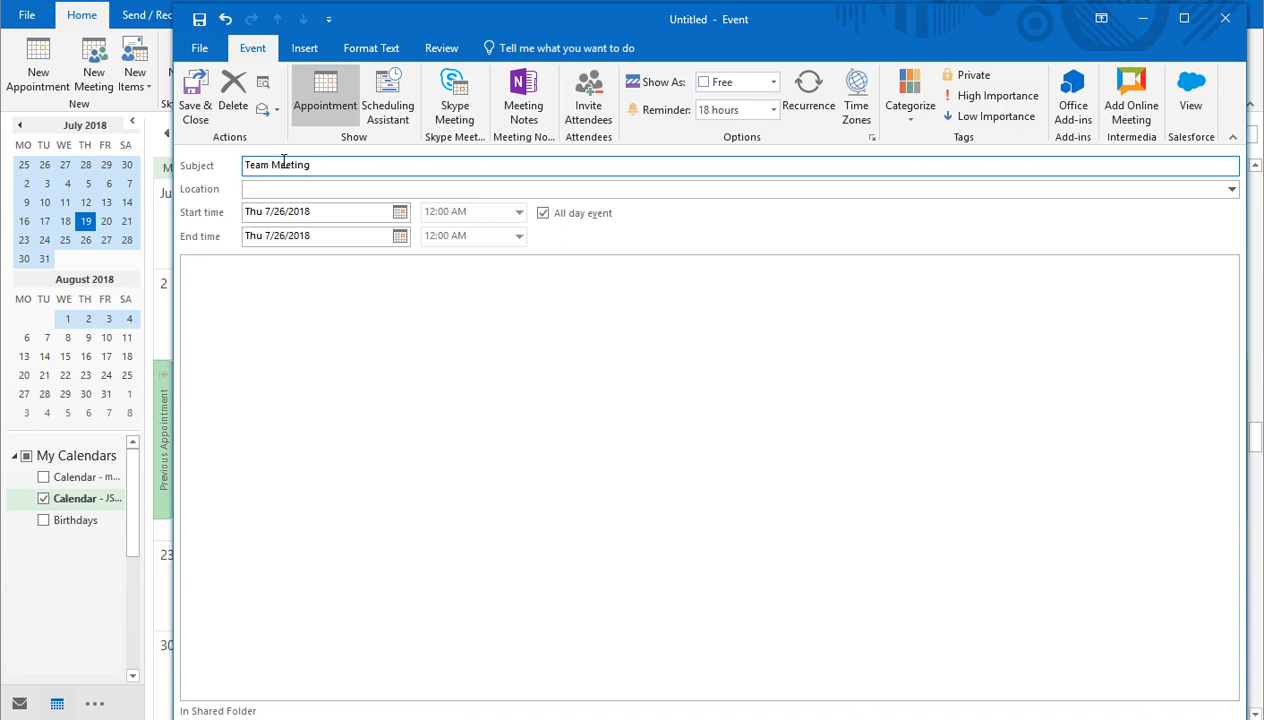 File Home Send / Rec
Untitled - Event
File Event Insert Format Text Review Tell me what you want to do
New Appointment
New Meeting
New Items
New
Save & Close
Delete
Actions
Appointment
Scheduling Assistant
Show
Skype Meeting
Skype Meet...
Meeting Notes
Meeting No...
Invite Attendees
Attendees
Show As: Free
Reminder: 18 hours
Recurrence
Time Zones
Options
Categorize
Private
High Importance
Low Importance
Tags
Office Add-ins
Add-ins
Add Online Meeting
Intermedia
View
Salesforce
July 2018
MO TU WE TH FR SA
25 26 27 28 29 30
2 3 4 5 6 7
9 10 11 12 13 14
16 17 18 19 20 21
23 24 25 26 27 28
30 31
August 2018
MO TU WE TH FR SA
1 2 3 4
6 7 8 9 10 11
13 14 15 16 17 18
20 21 22 23 24 25
27 28 29 30 31 1
3 4 5 6 7 8
My Calendars
Calendar - m...
Calendar - JS...
Birthdays
M
Ju
2
Previous Appointment
23
30
Subject Team Meeting
Location
Start time Thu 7/26/2018 12:00 AM All day event
End time Thu 7/26/2018 12:00 AM
In Shared Folder